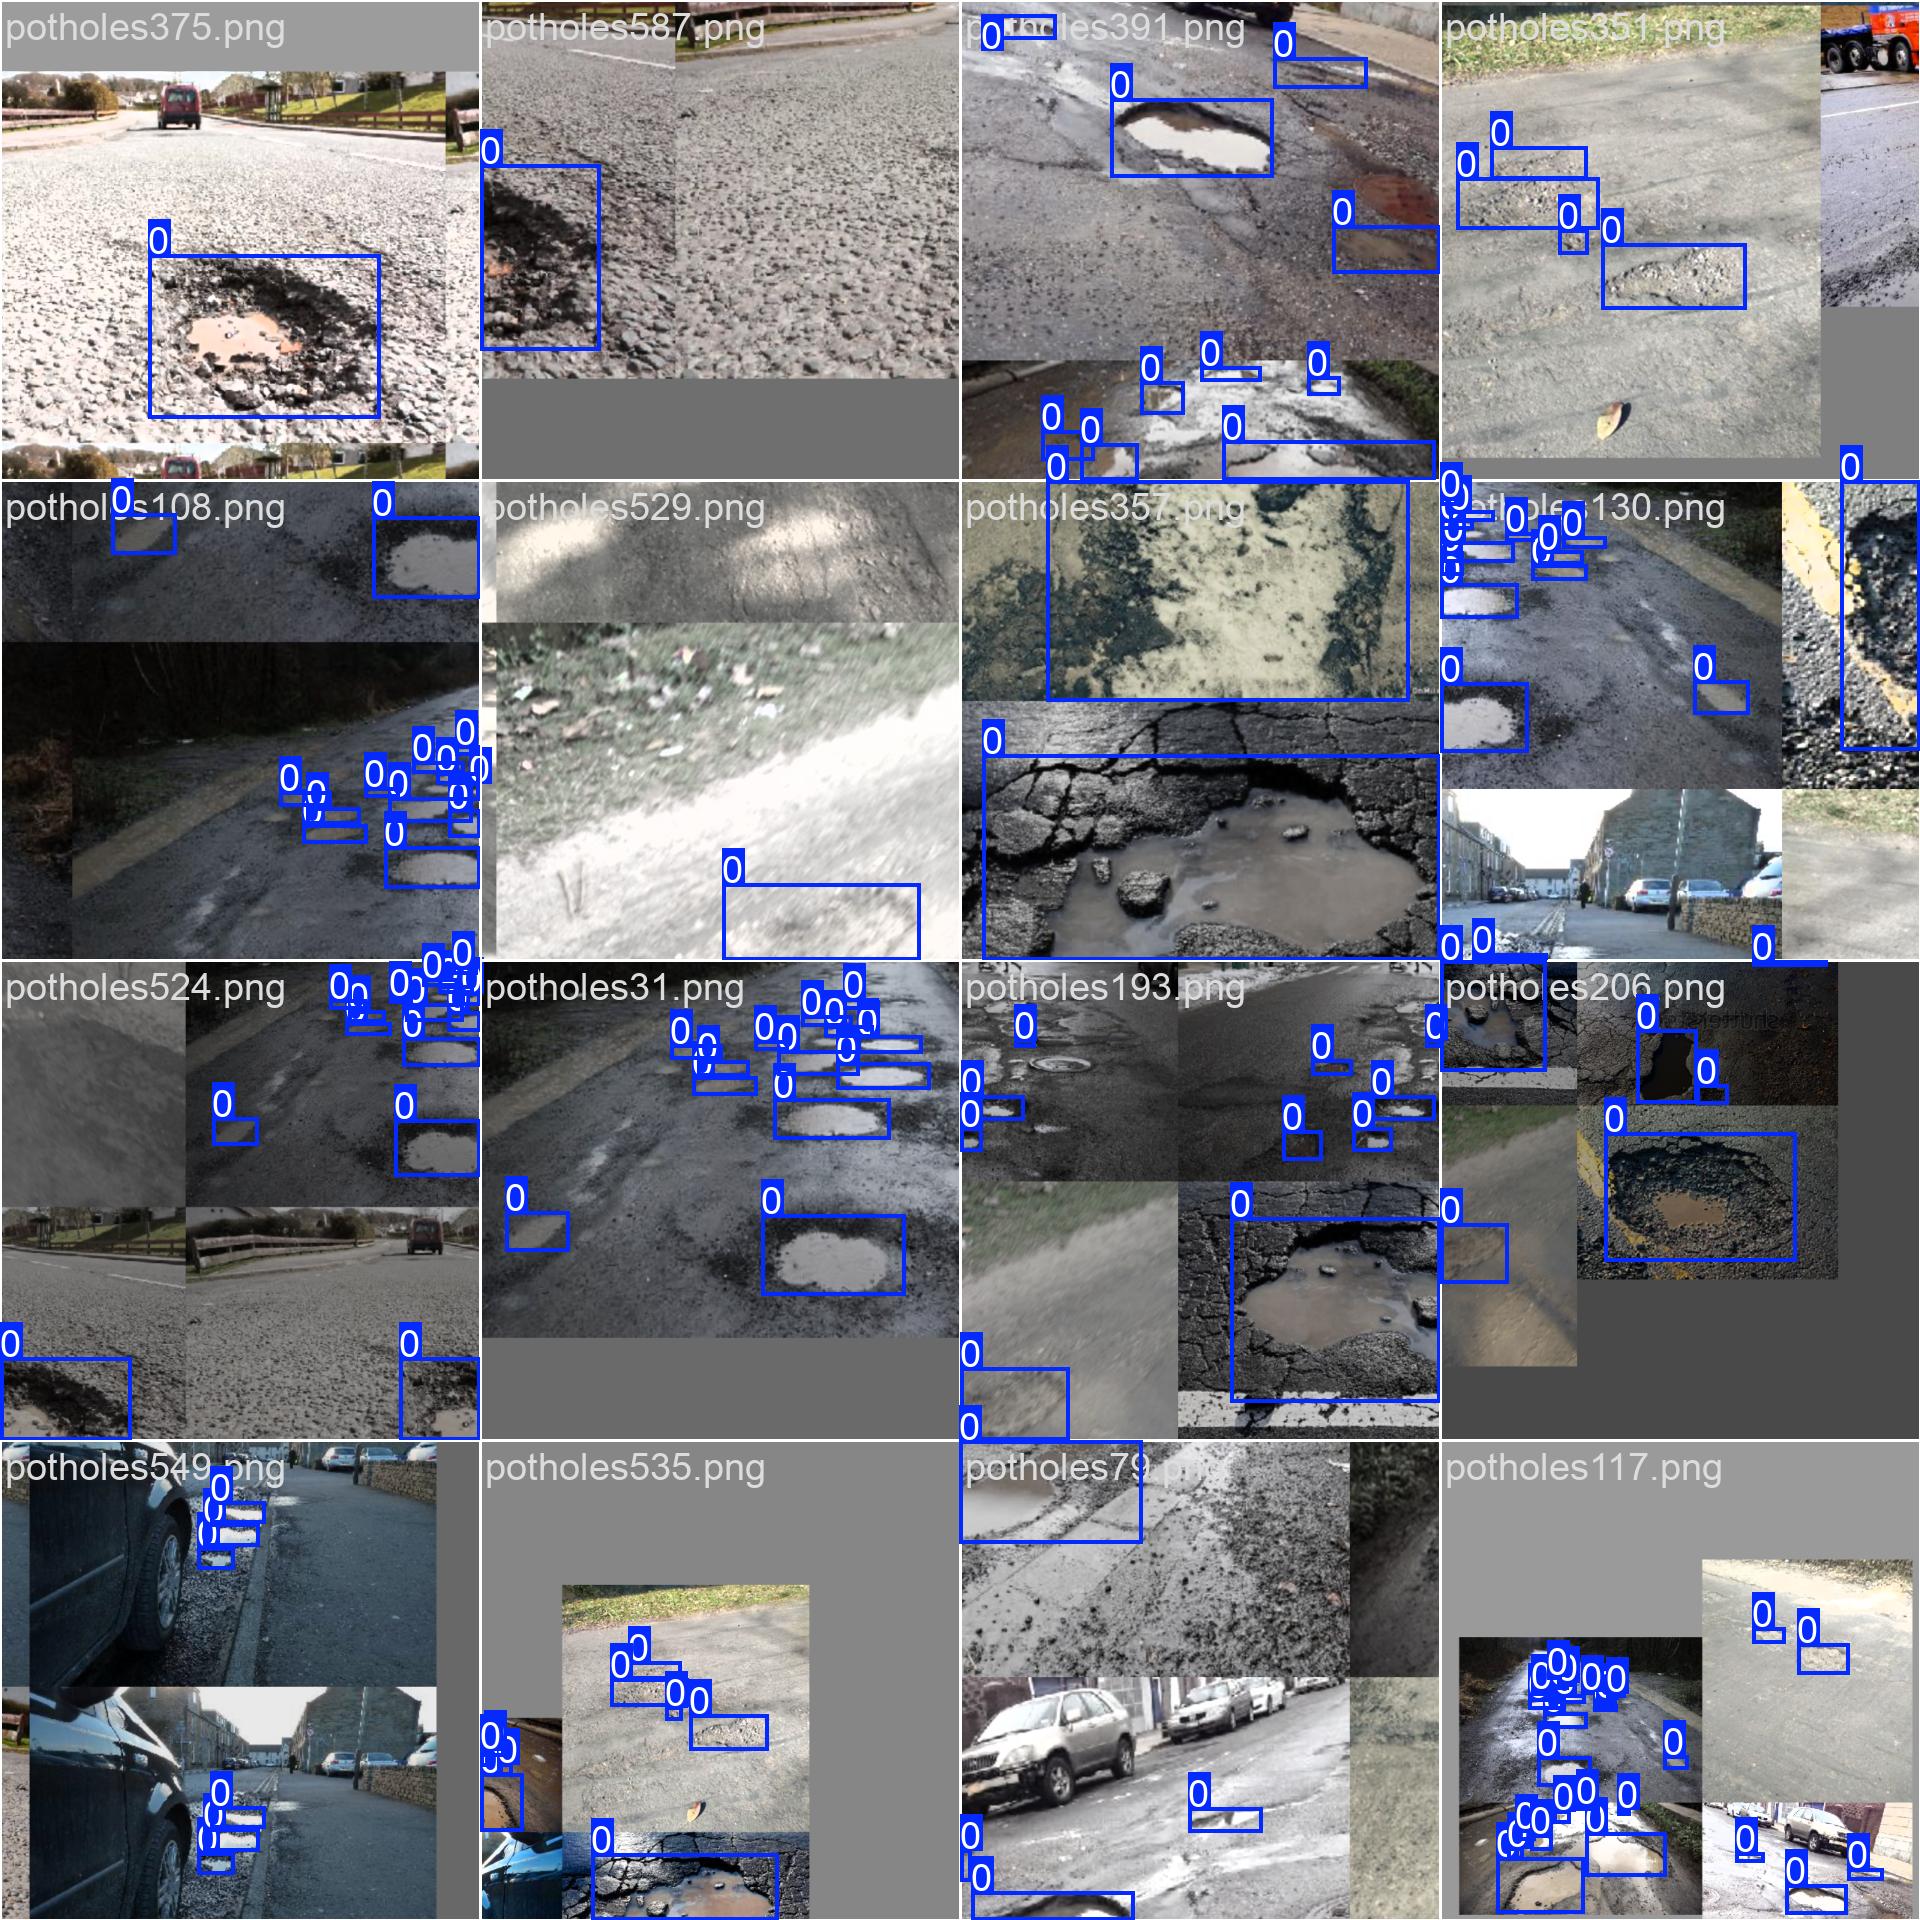 potholes375.png
potholes587.png
potholes391.png
potholes351.png
potholes108.png
potholes529.png
potholes357.png
potholes130.png
potholes524.png
potholes31.png
potholes193.png
potholes206.png
potholes549.png
potholes535.png
potholes79.png
potholes117.png